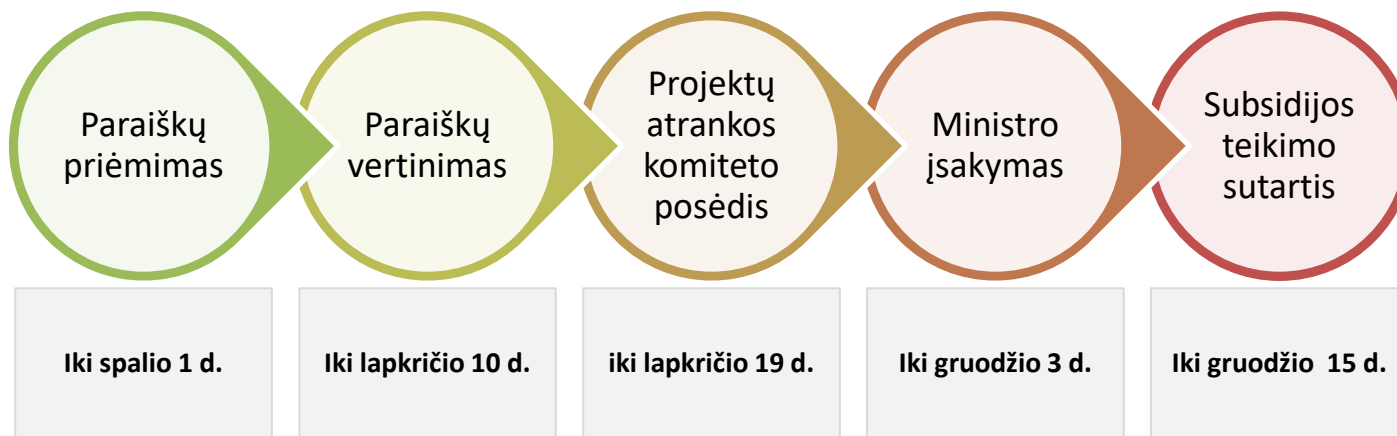 Paraiškų
priėmimas
Paraiškų
vertinimas
Projektų
atrankos
komiteto
posėdis
Ministro
įsakymas
Subsidijos
teikimo
sutartis
Iki spalio 1 d.
Iki lapkričio 10 d.
iki lapkričio 19 d.
Iki gruodžio 3 d.
Iki gruodžio  15 d.